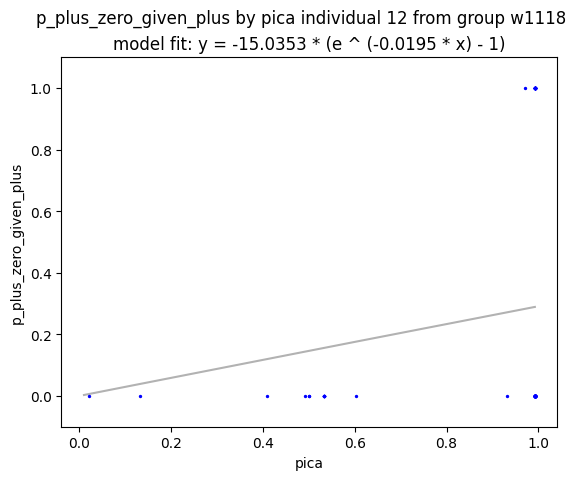 p_plus_zero_given_plus by pica individual 12 from group w1118
model fit: y = -15.0353 * (e ^ (-0.0195 * x) - 1)
p_plus_zero_given_plus
1.0
0.8
0.6
0.4
0.2
0.0
0.0 0.2 0.4 0.6 0.8 1.0
pica